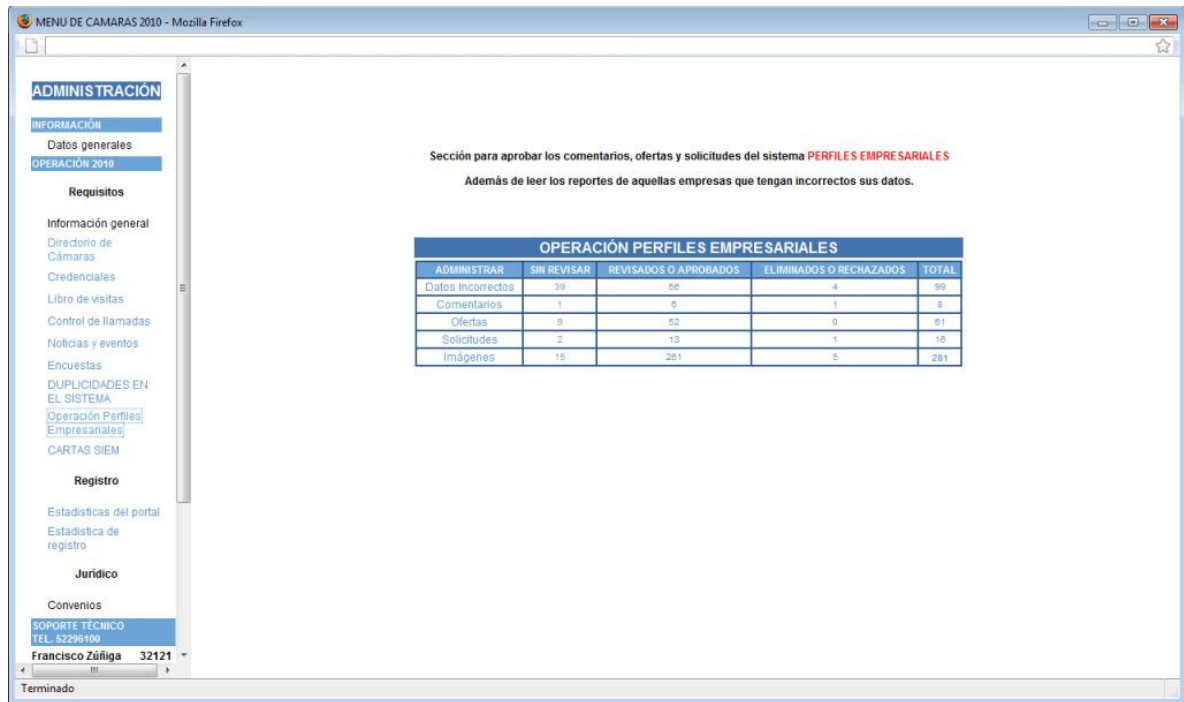 MENU DE CAMARAS 2010 - Mozilla Firefox
ADMINISTRACIÓN
INFORMACIÓN
Datos generales
OPERACIÓN 2010
Requisitos
Información general
Directorio de
Cámaras
Credenciales
Libro de visitas
Control de llamadas
Noticias y eventos
Encuestas
DUPLICIDADES EN
EL SISTEMA
Operación Perfiles
Empresariales
CARTAS SIEM
Registro
Estadisticas del portal
Estadistica de
registro
Jurídico
Convenios
SOPORTE TÉCNICO
TEL. 52296100
Francisco Zúñiga 32121
Sección para aprobar los comentarios, ofertas y solicitudes del sistema PERFILES EMPRESARIALES
Además de leer los reportes de aquellas empresas que tengan incorrectos sus datos.
OPERACIÓN PERFILES EMPRESARIALES
ADMINISTRAR SIN REVISAR REVISADOS O APROBADOS ELIMINADOS O RECHAZADOS TOTAL
Datos Incorrectos 39 56 4 99
Comentarios 1 6 1 8
Ofertas 9 52 0 61
Solicitudes 2 13 1 16
Imágenes 15 261 5 281
Terminado